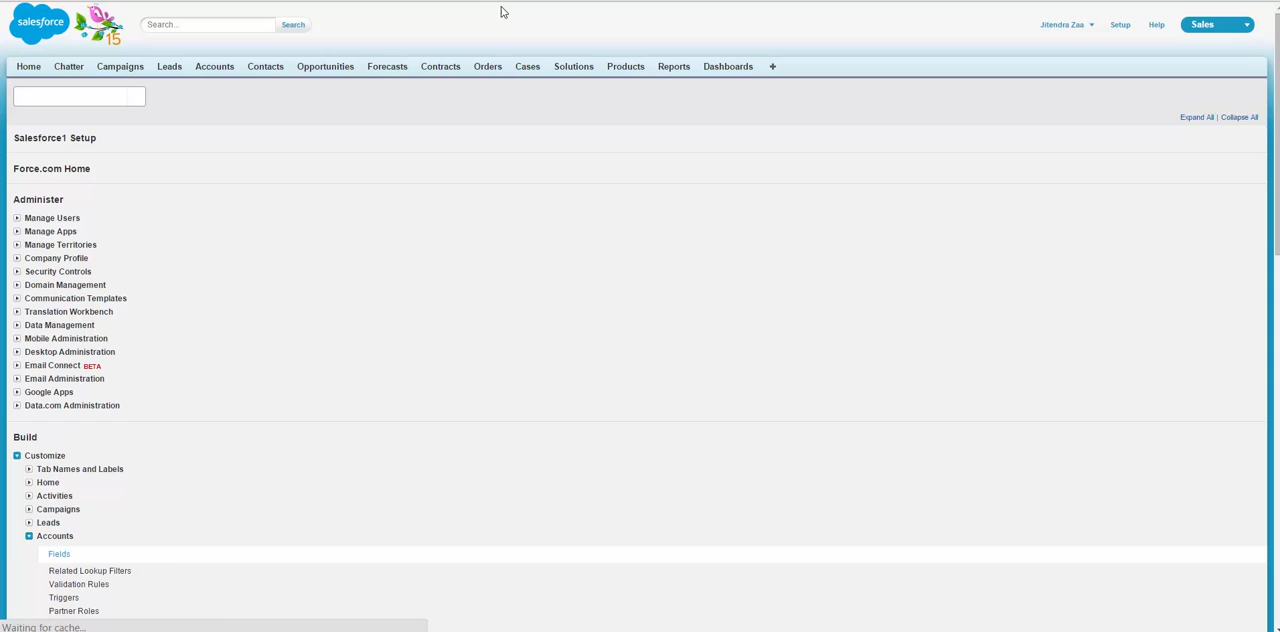 salesforce
15
Search...
Search
Jitendra Zaa
Setup
Help
Sales
Home Chatter Campaigns Leads Accounts Contacts Opportunities Forecasts Contracts Orders Cases Solutions Products Reports Dashboards +
Expand All | Collapse All
Salesforce1 Setup
Force.com Home
Administer
Manage Users
Manage Apps
Manage Territories
Company Profile
Security Controls
Domain Management
Communication Templates
Translation Workbench
Data Management
Mobile Administration
Desktop Administration
Email Connect BETA
Email Administration
Google Apps
Data.com Administration
Build
Customize
Tab Names and Labels
Home
Activities
Campaigns
Leads
Accounts
Fields
Related Lookup Filters
Validation Rules
Triggers
Partner Roles
Waiting for cache...